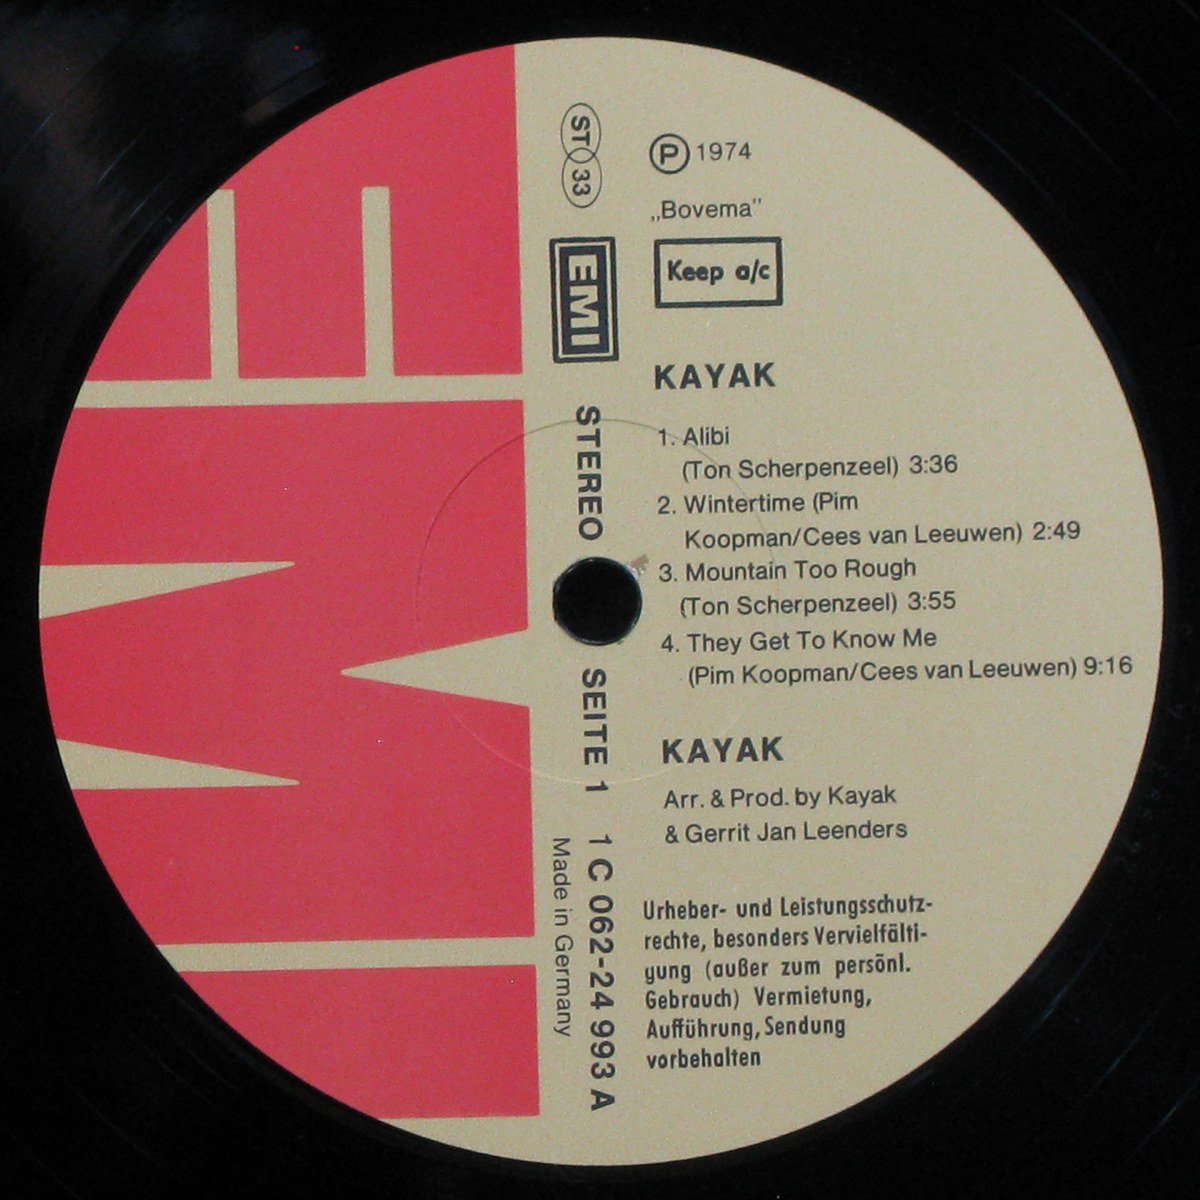 ST 33
EMI
STEREO SEITE 1 1 C 062-24 993 A
Made in Germany
℗ 1974
„Bovema"
Keep a/c
KAYAK
1. Alibi
(Ton Scherpenzeel) 3:36
2. Wintertime (Pim
Koopman/Cees van Leeuwen) 2:49
3. Mountain Too Rough
(Ton Scherpenzeel) 3:55
4. They Get To Know Me
(Pim Koopman/Cees van Leeuwen) 9:16
KAYAK
Arr. & Prod. by Kayak
& Gerrit Jan Leenders
Urheber- und Leistungsschutz-
rechte, besonders Vervielfälti-
gung (außer zum persönl.
Gebrauch) Vermietung,
Aufführung, Sendung
vorbehalten
EMI